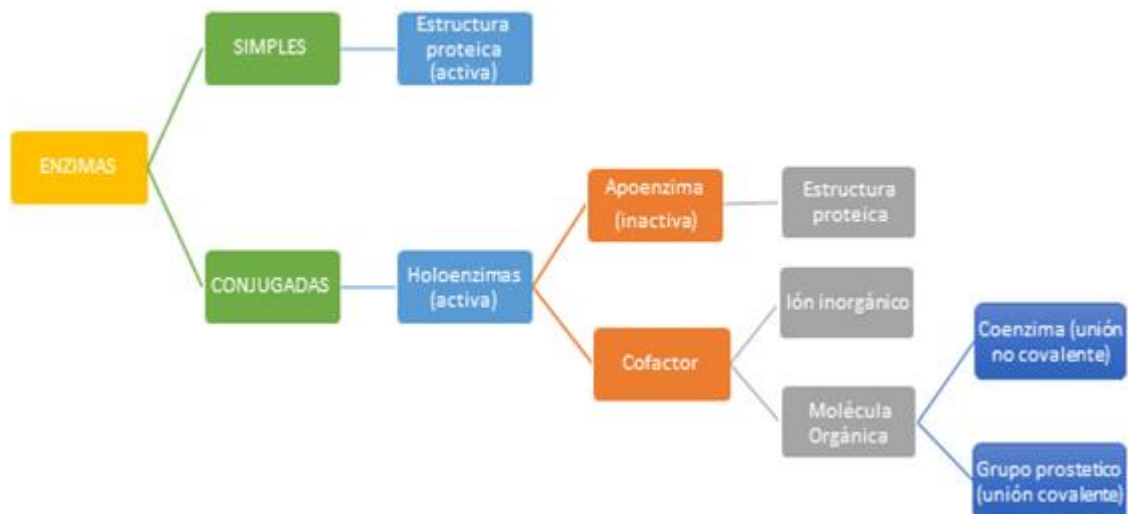 ENZIMAS
SIMPLES
Estructura
proteica
(activa)
CONJUGADAS
Holoenzimas
(activa)
Apoenzima
(inactiva)
Estructura
proteica
Cofactor
Ión inorgánico
Molécula
Orgánica
Coenzima (unión
no covalente)
Grupo prostetico
(unión covalente)